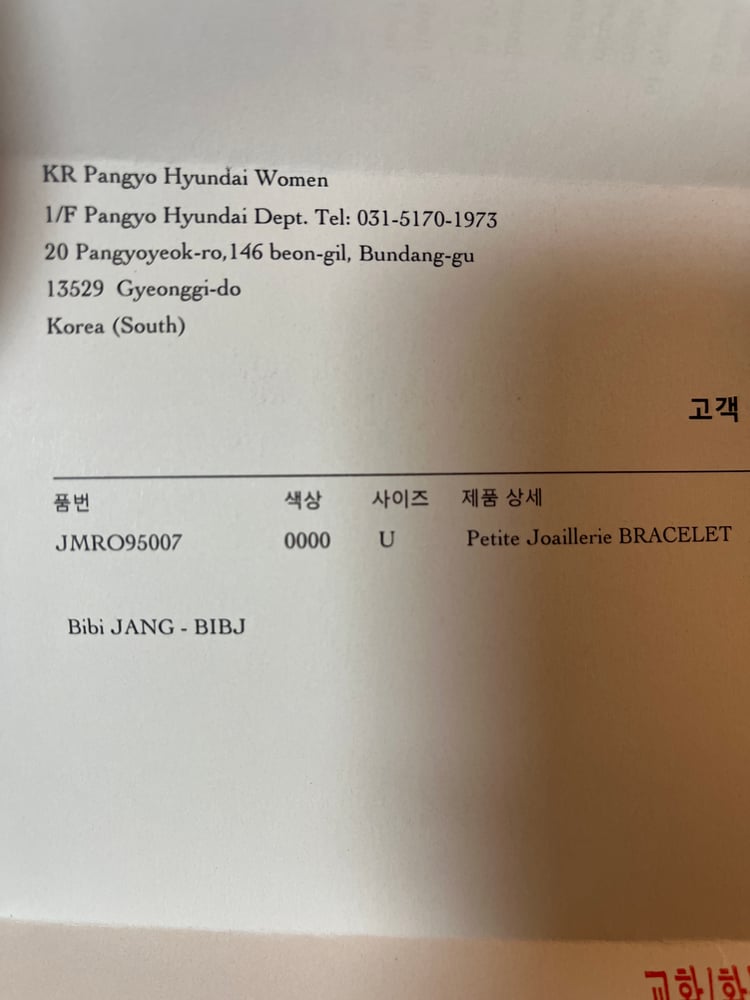 KR Pangyo Hyundai Women
1/F Pangyo Hyundai Dept. Tel: 031-5170-1973
20 Pangyoyeok-ro,146 beon-gil, Bundang-gu
13529 Gyeonggi-do
Korea (South)
고객
품번 색상 사이즈 제품 상세
JMRO95007 0000 U Petite Joaillerie BRACELET
Bibi JANG - BIBJ